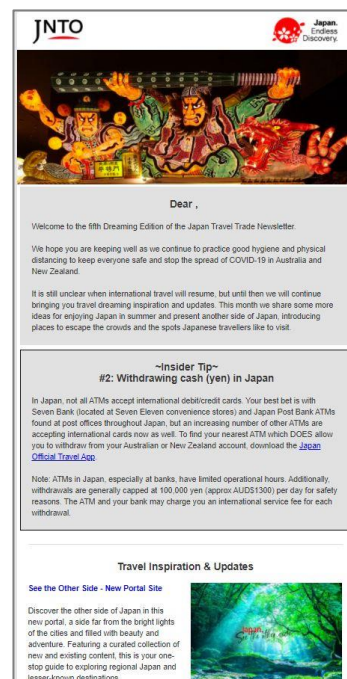 JNTO
Japan.
Endless
Discovery.
Dear ,
Welcome to the fifth Dreaming Edition of the Japan Travel Trade Newsletter.
We hope you are keeping well as we continue to practice good hygiene and physical
distancing to keep everyone safe and stop the spread of COVID-19 in Australia and
New Zealand.
It is still unclear when international travel will resume, but until then we will continue
bringing you travel dreaming inspiration and updates. This month we share some more
ideas for enjoying Japan in summer and present another side of Japan, introducing
places to escape the crowds and the spots Japanese travellers like to visit.
~Insider Tip~
#2: Withdrawing cash (yen) in Japan
In Japan, not all ATMs accept international debit/credit cards. Your best bet is with
Seven Bank (located at Seven Eleven convenience stores) and Japan Post Bank ATMs
found at post offices throughout Japan, but an increasing number of other ATMs are
accepting international cards now as well. To find your nearest ATM which DOES allow
you to withdraw from your Australian or New Zealand account, download the Japan
Official Travel App.
Note: ATMs in Japan, especially at banks, have limited operational hours. Additionally,
withdrawals are generally capped at 100,000 yen (approx AUD$1300) per day for safety
reasons. The ATM and your bank may charge you an international service fee for each
withdrawal.
Travel Inspiration & Updates
See the Other Side - New Portal Site
Discover the other side of Japan in this
new portal, a side far from the bright lights
of the cities and filled with beauty and
adventure. Featuring a curated collection of
new and existing content, this is your one-
stop guide to exploring regional Japan and
lesser-known destinations.
Japan.